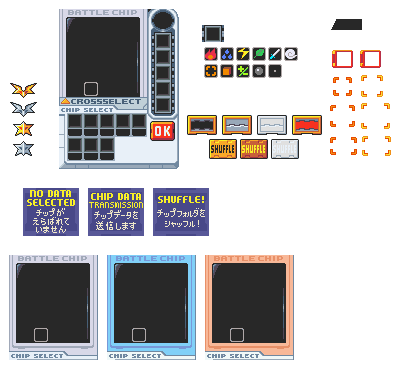 BATTLE CHIP
CROSSSELECT
CHIP SELECT
OK
SHUFFLE
SHUFFLE
SHUFFLE
NO DATA
SELECTED
チップが
えらばれて
いません
CHIP DATA
TRANSMISSION
チップデータを
送信します
SHUFFLE!
チップフォルダを
シャッフル!
BATTLE CHIP
CHIP SELECT
BATTLE CHIP
CHIP SELECT
BATTLE CHIP
CHIP SELECT